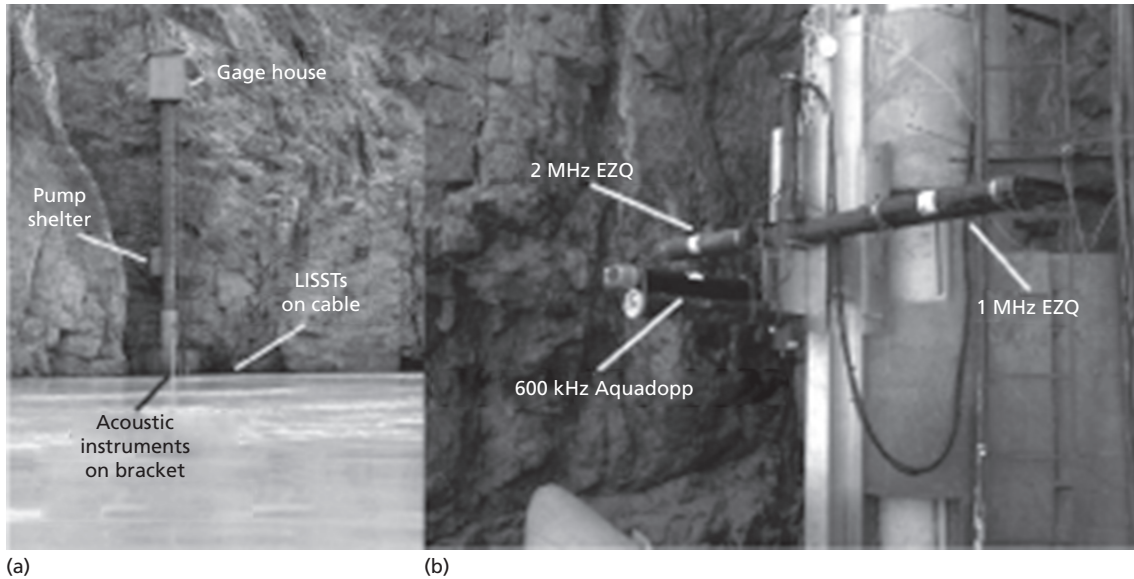 Gage house
Pump
shelter
LISSTs
on cable
Acoustic
instruments
on bracket
2 MHz EZQ
1 MHz EZQ
600 kHz Aquadopp
(a)
(b)